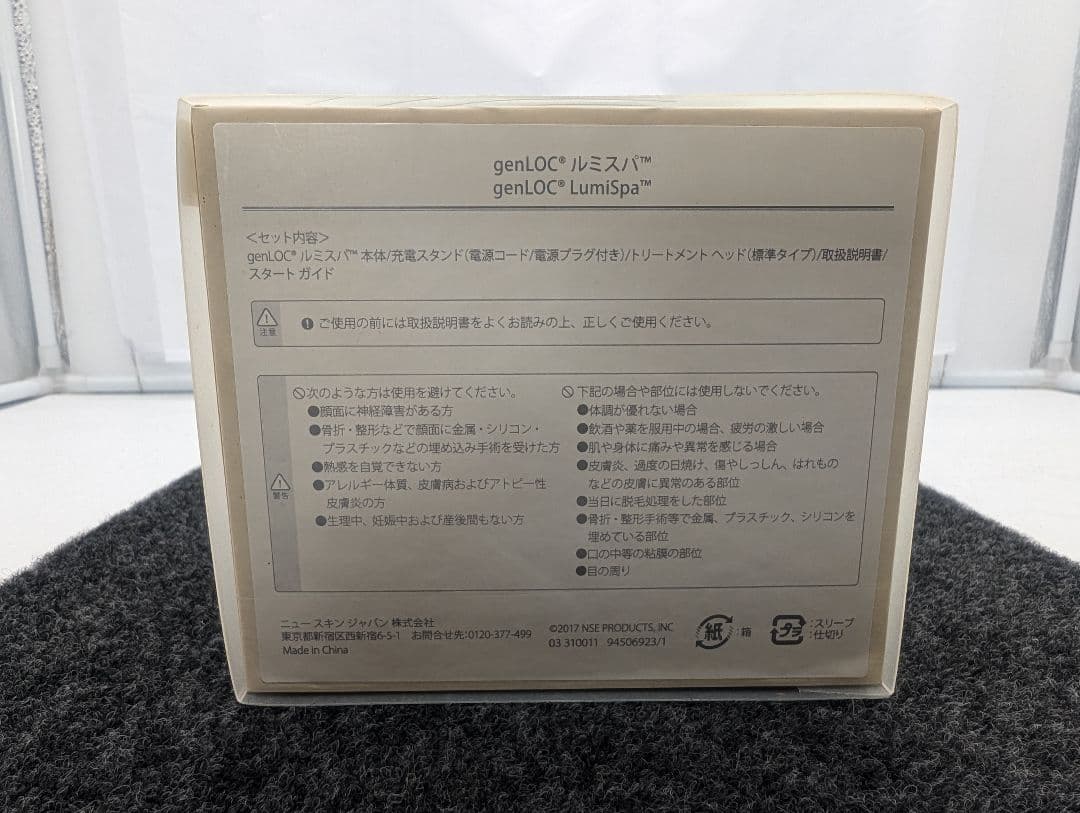 genLOC® ルミスパ™
genLOC® LumiSpa™
＜セット内容＞
genLOC® ルミスパ™ 本体/充電スタンド（電源コード/電源プラグ付き）/トリートメント ヘッド（標準タイプ）/取扱説明書/
スタート ガイド
注意
ご使用の前には取扱説明書をよくお読みの上、正しくご使用ください。
警告
次のような方は使用を避けてください。
●顔面に神経障害がある方
●骨折・整形などで顔面に金属・シリコン・
プラスチックなどの埋め込み手術を受けた方
●熱感を自覚できない方
●アレルギー体質、皮膚病およびアトピー性
皮膚炎の方
●生理中、妊娠中および産後間もない方
下記の場合や部位には使用しないでください。
●体調が優れない場合
●飲酒や薬を服用中の場合、疲労の激しい場合
●肌や身体に痛みや異常を感じる場合
●皮膚炎、過度の日焼け、傷やしっしん、はれもの
などの皮膚に異常のある部位
●当日に脱毛処理をした部位
●骨折・整形手術等で金属、プラスチック、シリコンを
埋めている部位
●口の中等の粘膜の部位
●目の周り
ニュー スキン ジャパン 株式会社
東京都新宿区西新宿6-5-1 お問合せ先:0120-377-499
Made in China
©2017 NSE PRODUCTS, INC
03 310011 94506923/1
紙 :箱
プラ :スリーブ
:仕切り